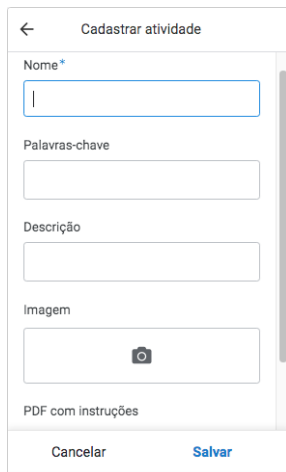 Cadastrar atividade
Nome*
Palavras-chave
Descrição
Imagem
PDF com instruções
Cancelar Salvar